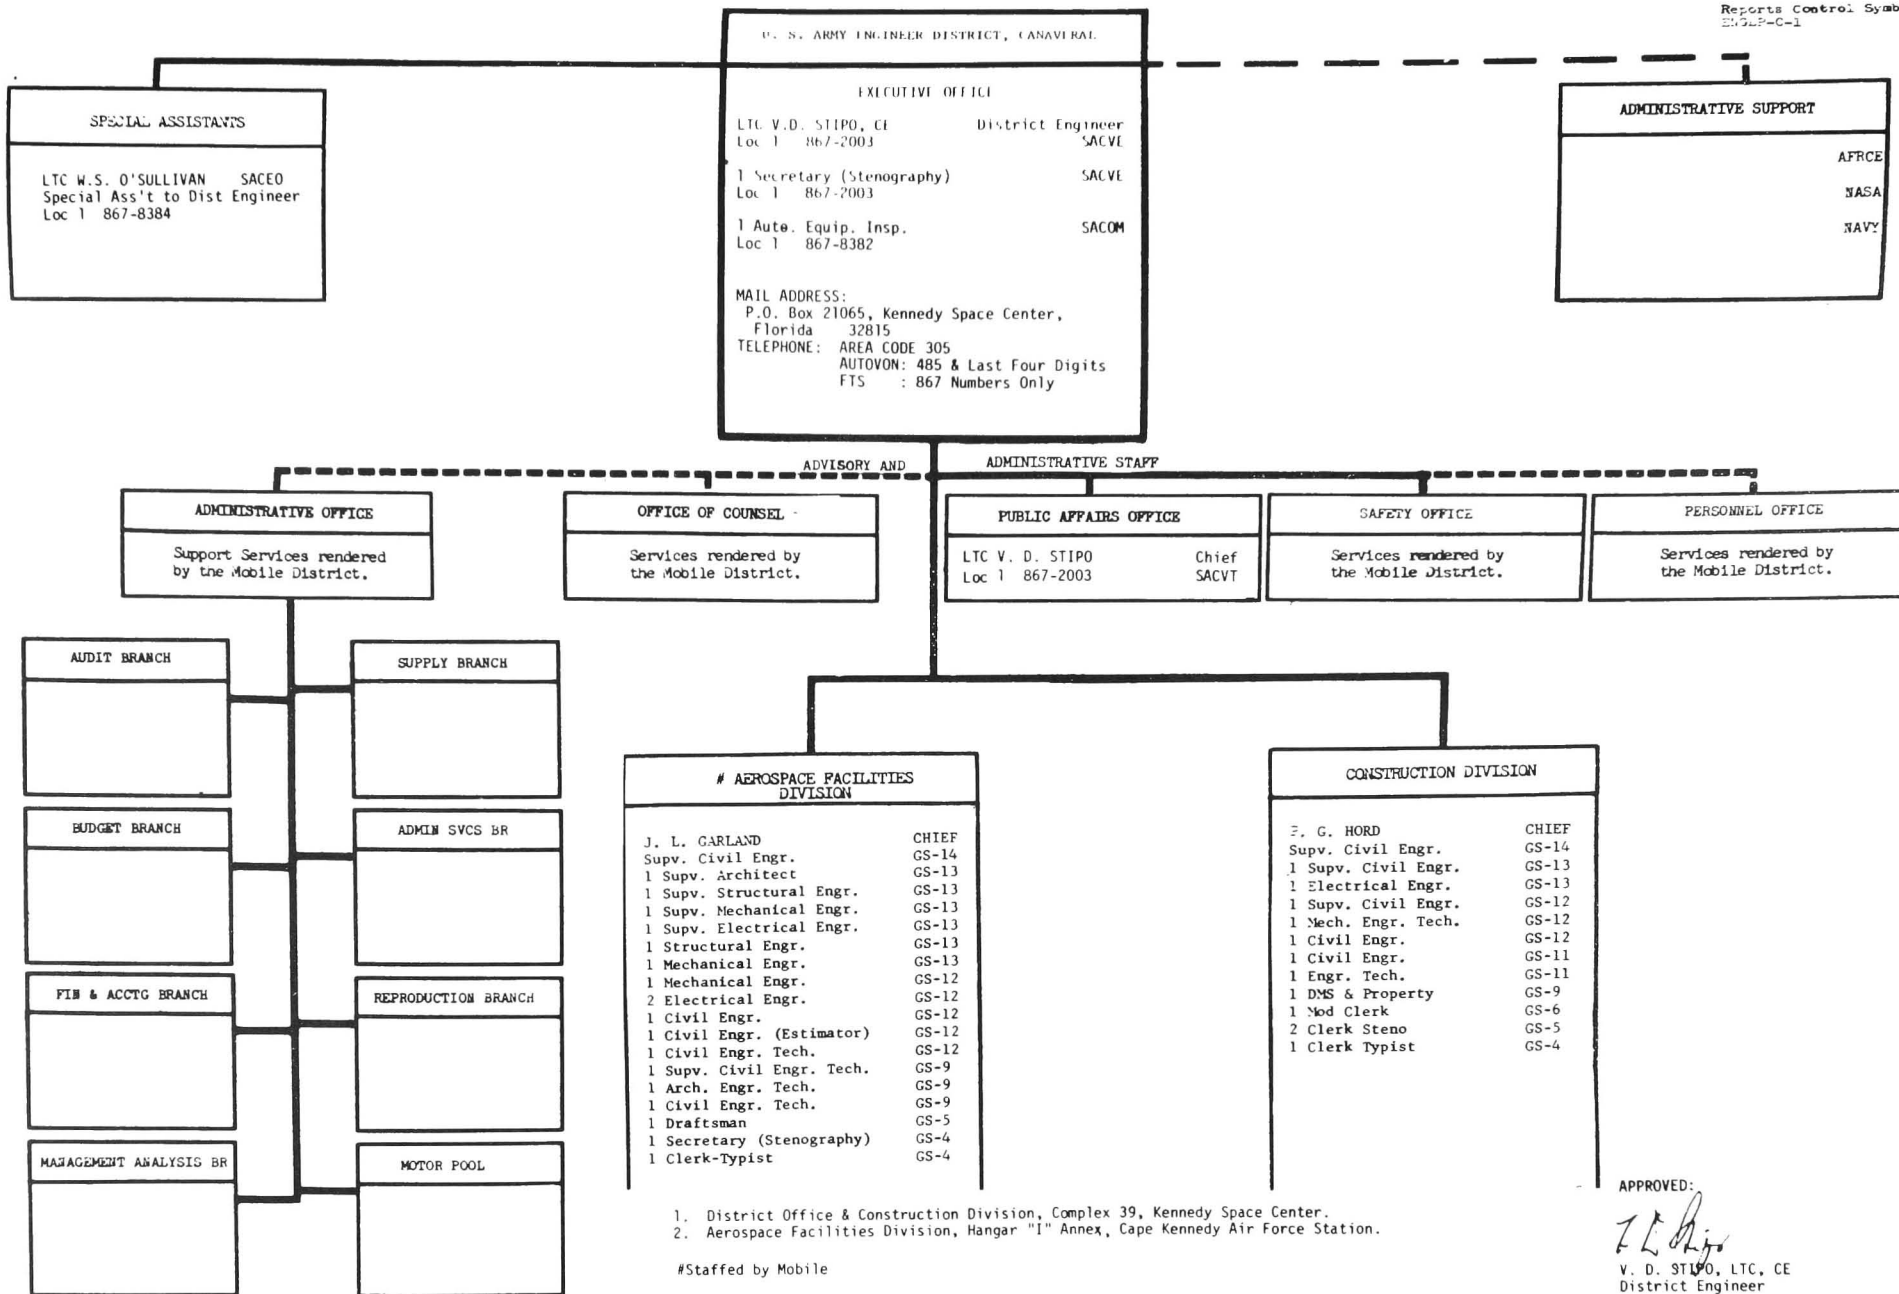 Reports Control Symb
U. S. ARMY ENGINEER DISTRICT, CANAVERAL
EXECUTIVE OFFICE
LTC V.D. STIPO, CE District Engineer
Loc 1 867-2003 SACVE
1 Secretary (Stenography) SACVE
Loc 1 867-2003
1 Auto. Equip. Insp. SACOM
Loc 1 867-8382
MAIL ADDRESS:
P.O. Box 21065, Kennedy Space Center,
Florida 32815
TELEPHONE: AREA CODE 305
AUTOVON: 485 & Last Four Digits
FTS : 867 Numbers Only
SPECIAL ASSISTANTS
LTC W.S. O'SULLIVAN SACEO
Special Ass't to Dist Engineer
Loc 1 867-8384
ADMINISTRATIVE SUPPORT
AFRCE
NASA
NAVY
ADVISORY AND ADMINISTRATIVE STAFF
ADMINISTRATIVE OFFICE
Support Services rendered
by the Mobile District.
OFFICE OF COUNSEL -
Services rendered by
the Mobile District.
PUBLIC AFFAIRS OFFICE
LTC V. D. STIPO Chief
Loc 1 867-2003 SACVT
SAFETY OFFICE
Services rendered by
the Mobile District.
PERSONNEL OFFICE
Services rendered by
the Mobile District.
AUDIT BRANCH
SUPPLY BRANCH
BUDGET BRANCH
ADMIN SVCS BR
FIN & ACCTG BRANCH
REPRODUCTION BRANCH
MANAGEMENT ANALYSIS BR
MOTOR POOL
# AEROSPACE FACILITIES
DIVISION
J. L. GARLAND CHIEF
Supv. Civil Engr. GS-14
1 Supv. Architect GS-13
1 Supv. Structural Engr. GS-13
1 Supv. Mechanical Engr. GS-13
1 Supv. Electrical Engr. GS-13
1 Structural Engr. GS-13
1 Mechanical Engr. GS-13
1 Mechanical Engr. GS-12
2 Electrical Engr. GS-12
1 Civil Engr. GS-12
1 Civil Engr. (Estimator) GS-12
1 Civil Engr. Tech. GS-12
1 Supv. Civil Engr. Tech. GS-9
1 Arch. Engr. Tech. GS-9
1 Civil Engr. Tech. GS-9
1 Draftsman GS-5
1 Secretary (Stenography) GS-4
1 Clerk-Typist GS-4
CONSTRUCTION DIVISION
G. HORD CHIEF
Supv. Civil Engr. GS-14
1 Supv. Civil Engr. GS-13
1 Electrical Engr. GS-13
1 Supv. Civil Engr. GS-12
1 Mech. Engr. Tech. GS-12
1 Civil Engr. GS-12
1 Civil Engr. GS-11
1 Engr. Tech. GS-11
1 DMS & Property GS-9
1 Mod Clerk GS-6
2 Clerk Steno GS-5
1 Clerk Typist GS-4
1. District Office & Construction Division, Complex 39, Kennedy Space Center.
2. Aerospace Facilities Division, Hangar "I" Annex, Cape Kennedy Air Force Station.
#Staffed by Mobile
APPROVED:
V. D. STIPO, LTC, CE
District Engineer